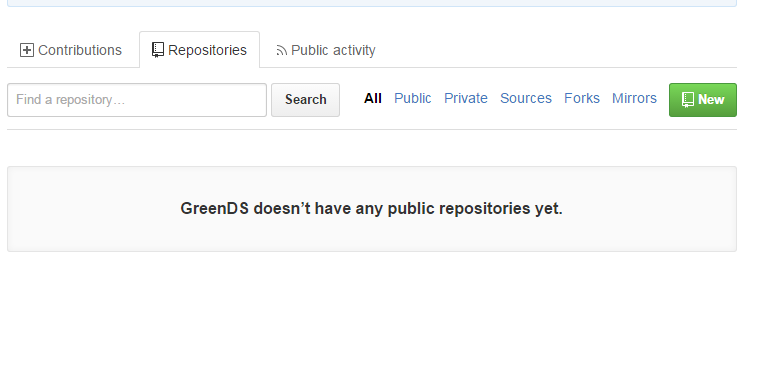 Contributions Repositories Public activity
Find a repository... Search All Public Private Sources Forks Mirrors New
GreenDS doesn’t have any public repositories yet.